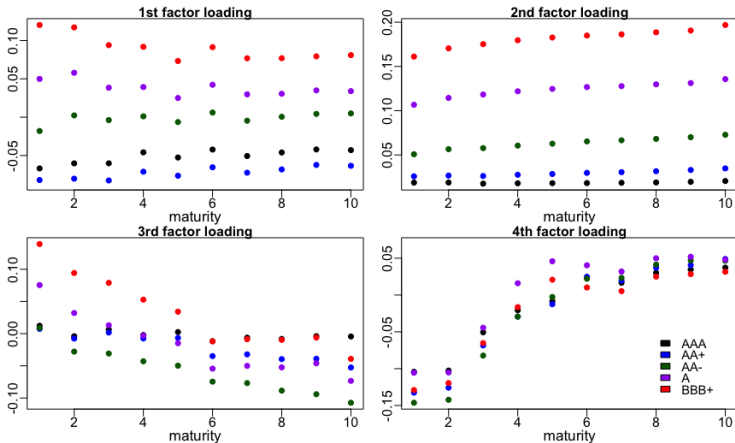 1st factor loading
0.10
0.05
-0.05
2 4 6 8 10
maturity
2nd factor loading
0.20
0.15
0.10
0.05
2 4 6 8 10
maturity
3rd factor loading
0.10
0.00
-0.10
2 4 6 8 10
maturity
4th factor loading
0.05
-0.05
-0.15
2 4 6 8 10
maturity
AAA
AA+
AA-
A
BBB+